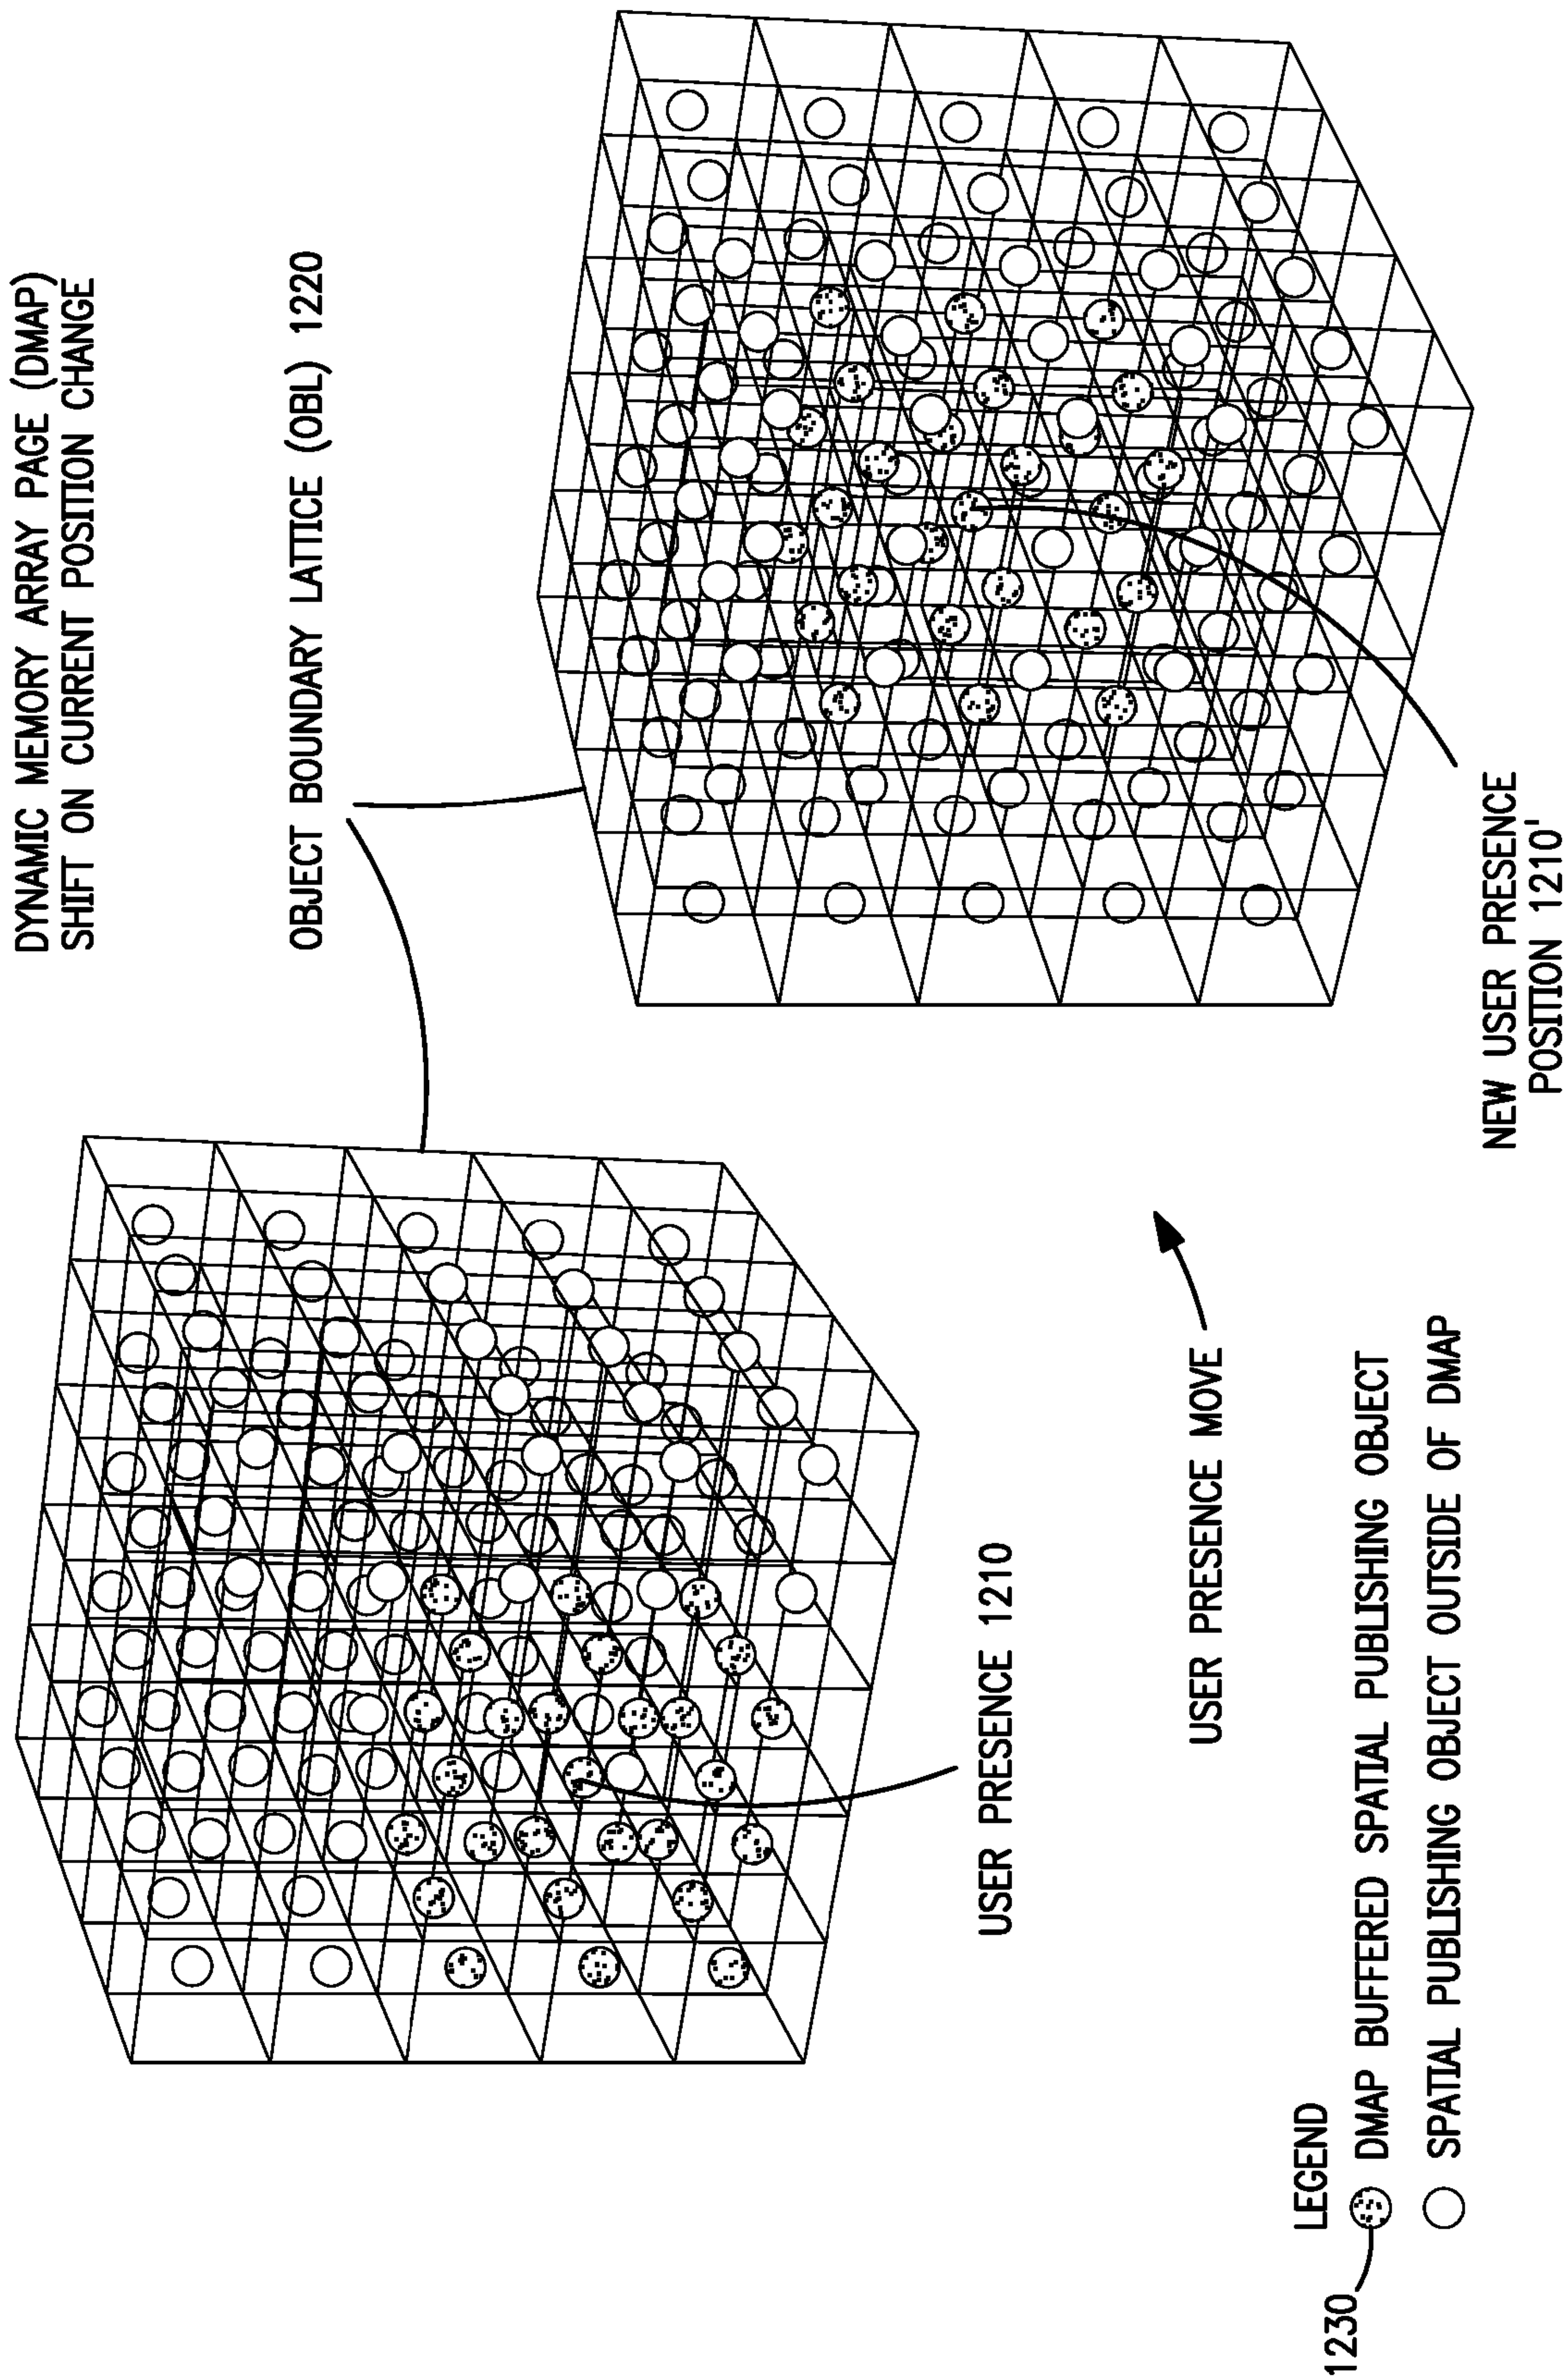 DYNAMIC MEMORY ARRAY PAGE (DMAP)
SHIFT ON CURRENT POSITION CHANGE
OBJECT BOUNDARY LATTICE (OBL) 1220
USER PRESENCE 1210
USER PRESENCE MOVE
NEW USER PRESENCE
POSITION 1210'
LEGEND
1230
DMAP BUFFERED SPATIAL PUBLISHING OBJECT
SPATIAL PUBLISHING OBJECT OUTSIDE OF DMAP